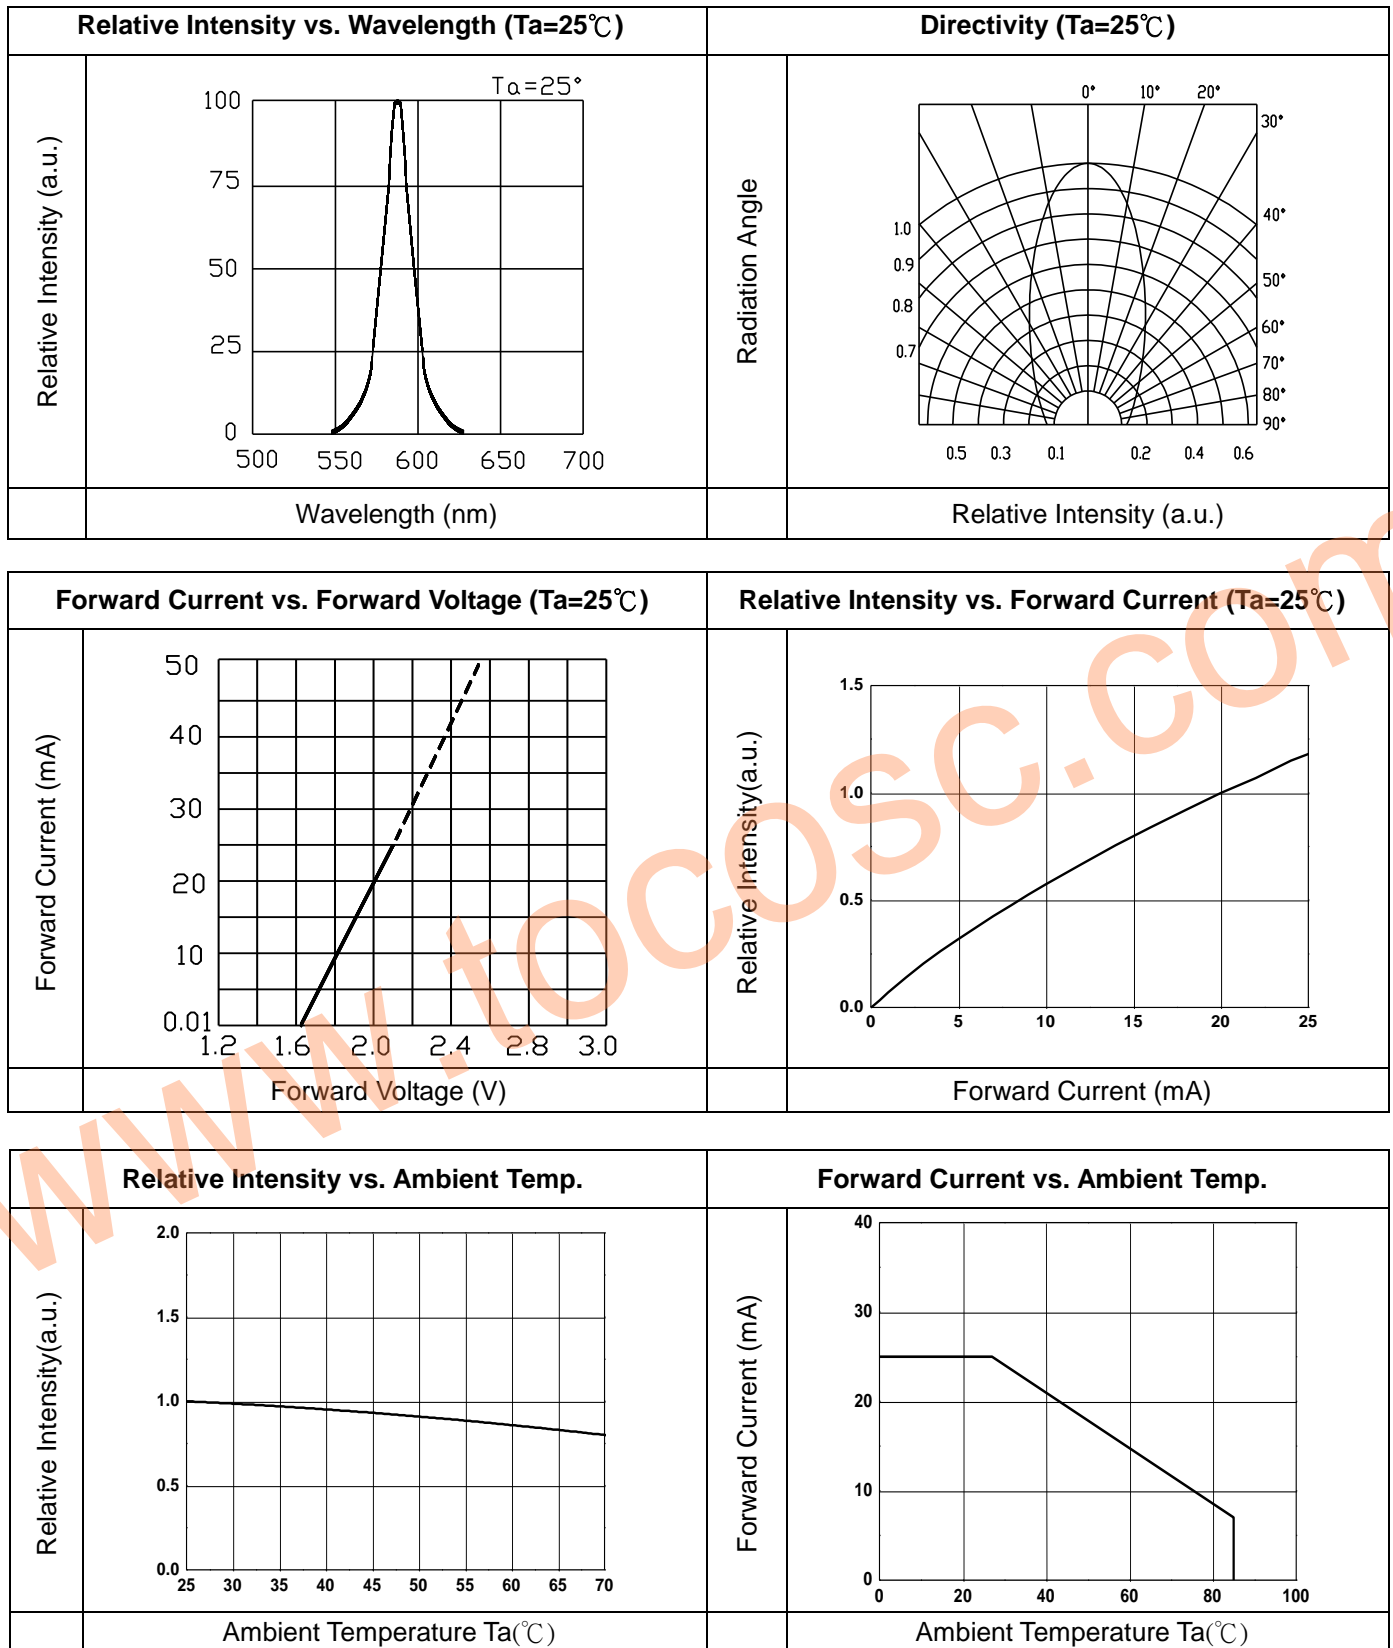 Relative Intensity vs. Wavelength (Ta=25℃)
Directivity (Ta=25℃)
Relative Intensity (a.u.)
Ta=25°
100
75
50
25
0
500 550 600 650 700
Wavelength (nm)
Radiation Angle
0° 10° 20°
30°
40°
50°
60°
70°
80°
90°
1.0
0.9
0.8
0.7
0.5 0.3 0.1 0.2 0.4 0.6
Relative Intensity (a.u.)
Forward Current vs. Forward Voltage (Ta=25℃)
Relative Intensity vs. Forward Current (Ta=25℃)
Forward Current (mA)
50
40
30
20
10
0.01
1.2 1.6 2.0 2.4 2.8 3.0
Forward Voltage (V)
Relative Intensity(a.u.)
1.5
1.0
0.5
0.0
0 5 10 15 20 25
Forward Current (mA)
Relative Intensity vs. Ambient Temp.
Forward Current vs. Ambient Temp.
Relative Intensity(a.u.)
2.0
1.5
1.0
0.5
0.0
25 30 35 40 45 50 55 60 65 70
Ambient Temperature Ta(℃)
Forward Current (mA)
40
30
20
10
0
0 20 40 60 80 100
Ambient Temperature Ta(℃)
www.tocosc.com